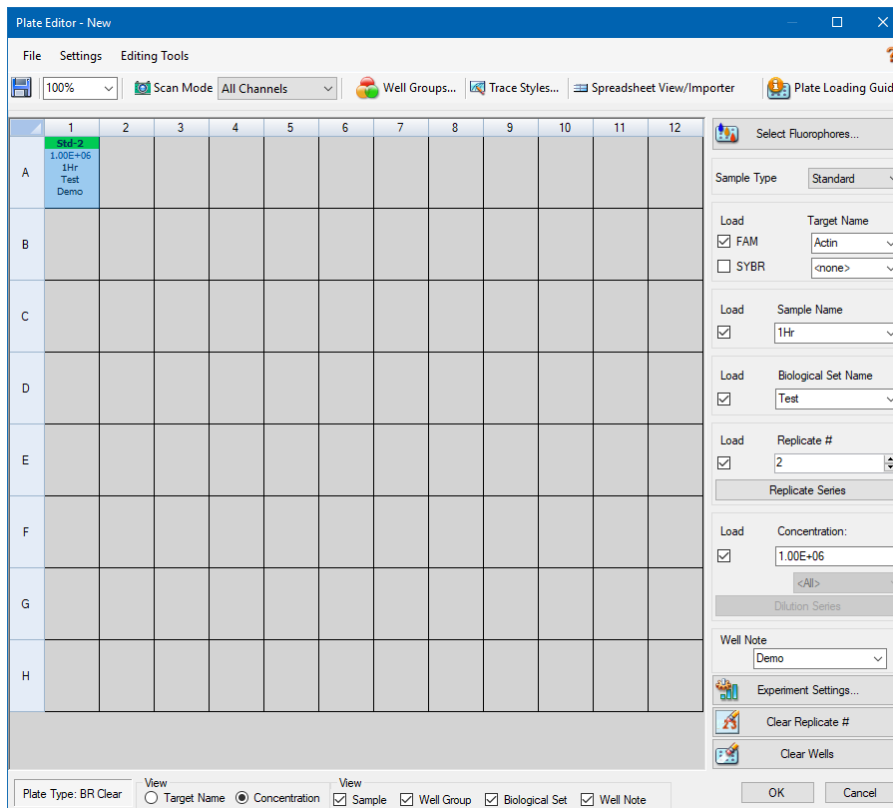 Plate Editor - New
File Settings Editing Tools
100% Scan Mode All Channels Well Groups... Trace Styles... Spreadsheet View/Importer Plate Loading Guid
1 2 3 4 5 6 7 8 9 10 11 12
Select Fluorophores...
A
Std-2
1.00E+06
1Hr
Test
Demo
B
C
D
E
F
G
H
Sample Type Standard
Load Target Name
FAM Actin
SYBR <none>
Load Sample Name
1Hr
Load Biological Set Name
Test
Load Replicate #
2
Replicate Series
Load Concentration:
1.00E+06
<All>
Dilution Series
Well Note
Demo
Experiment Settings...
Clear Replicate #
Clear Wells
Plate Type: BR Clear
View
Target Name Concentration
View
Sample Well Group Biological Set Well Note
OK Cancel